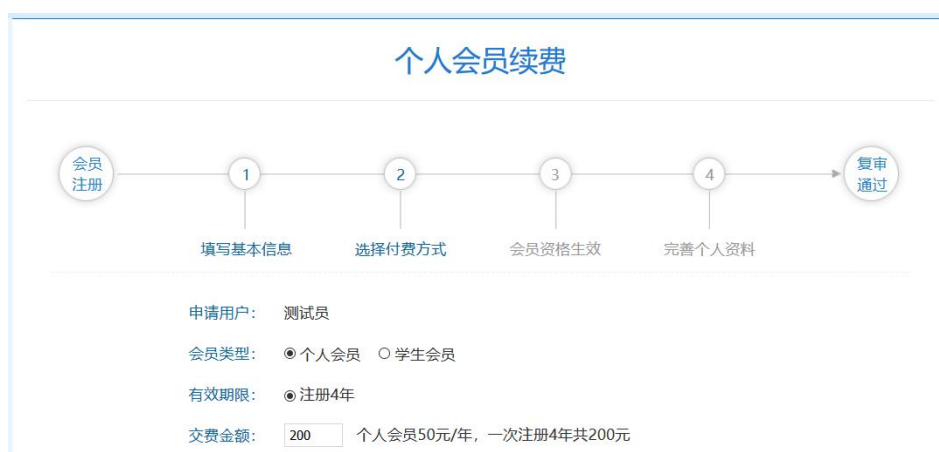 个人会员续费
会员
注册
1
2
3
4
复审
通过
填写基本信息
选择付费方式
会员资格生效
完善个人资料
申请用户： 测试员
会员类型： 个人会员 学生会员
有效期限： 注册4年
交费金额： 200 个人会员50元/年，一次注册4年共200元